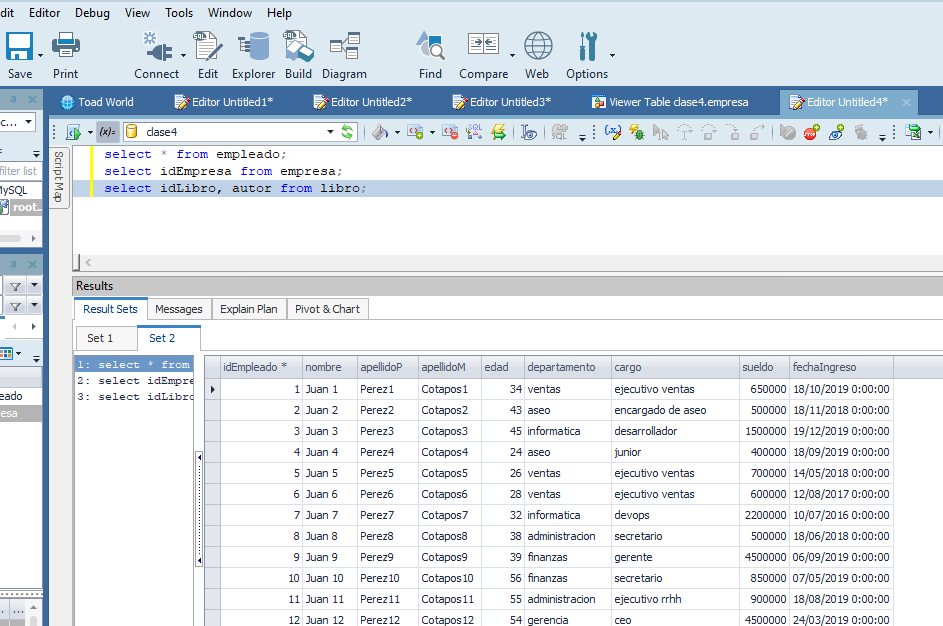 dit Editor Debug View Tools Window Help
Save Print Connect Edit Explorer Build Diagram Find Compare Web Options
Toad World Editor Untitled1* Editor Untitled2* Editor Untitled3* Viewer Table clase4.empresa Editor Untitled4*
c...
(x)= clase4
filter list
MySQL
root...
Script Map
select * from empleado;
select idEmpresa from empresa;
select idLibro, autor from libro;
Results
Result Sets Messages Explain Plan Pivot & Chart
Set 1 Set 2
eado
esa
1: select * from
2: select idEmpre
3: select idLibro
idEmpleado * nombre apellidoP apellidoM edad departamento cargo sueldo fechaIngreso
1 Juan 1 Perez1 Cotapos1 34 ventas ejecutivo ventas 650000 18/10/2019 0:00:00
2 Juan 2 Perez2 Cotapos2 43 aseo encargado de aseo 500000 18/11/2018 0:00:00
3 Juan 3 Perez3 Cotapos3 45 informatica desarrollador 1500000 19/12/2019 0:00:00
4 Juan 4 Perez4 Cotapos4 24 aseo junior 400000 18/09/2019 0:00:00
5 Juan 5 Perez5 Cotapos5 26 ventas ejecutivo ventas 700000 14/05/2018 0:00:00
6 Juan 6 Perez6 Cotapos6 28 ventas ejecutivo ventas 600000 12/08/2017 0:00:00
7 Juan 7 Perez7 Cotapos7 32 informatica devops 2200000 10/07/2016 0:00:00
8 Juan 8 Perez8 Cotapos8 38 administracion secretario 500000 18/06/2018 0:00:00
9 Juan 9 Perez9 Cotapos9 39 finanzas gerente 4500000 06/09/2019 0:00:00
10 Juan 10 Perez10 Cotapos10 56 finanzas secretario 850000 07/05/2019 0:00:00
11 Juan 11 Perez11 Cotapos11 55 administracion ejecutivo rrhh 900000 18/08/2019 0:00:00
12 Juan 12 Perez12 Cotapos12 54 gerencia ceo 4500000 24/03/2019 0:00:00